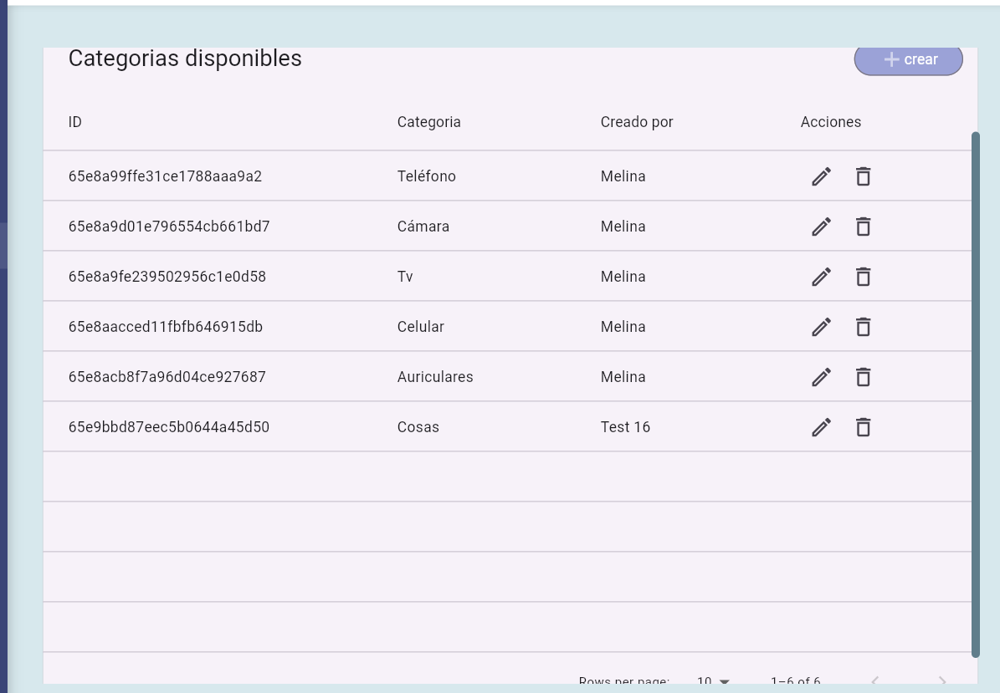 Categorias disponibles
crear
ID Categoria Creado por Acciones
65e8a99ffe31ce1788aaa9a2 Teléfono Melina
65e8a9d01e796554cb661bd7 Cámara Melina
65e8a9fe239502956c1e0d58 Tv Melina
65e8aacced11fbfb646915db Celular Melina
65e8acb8f7a96d04ce927687 Auriculares Melina
65e9bbd87eec5b0644a45d50 Cosas Test 16
Rows per page: 10 1–6 of 6